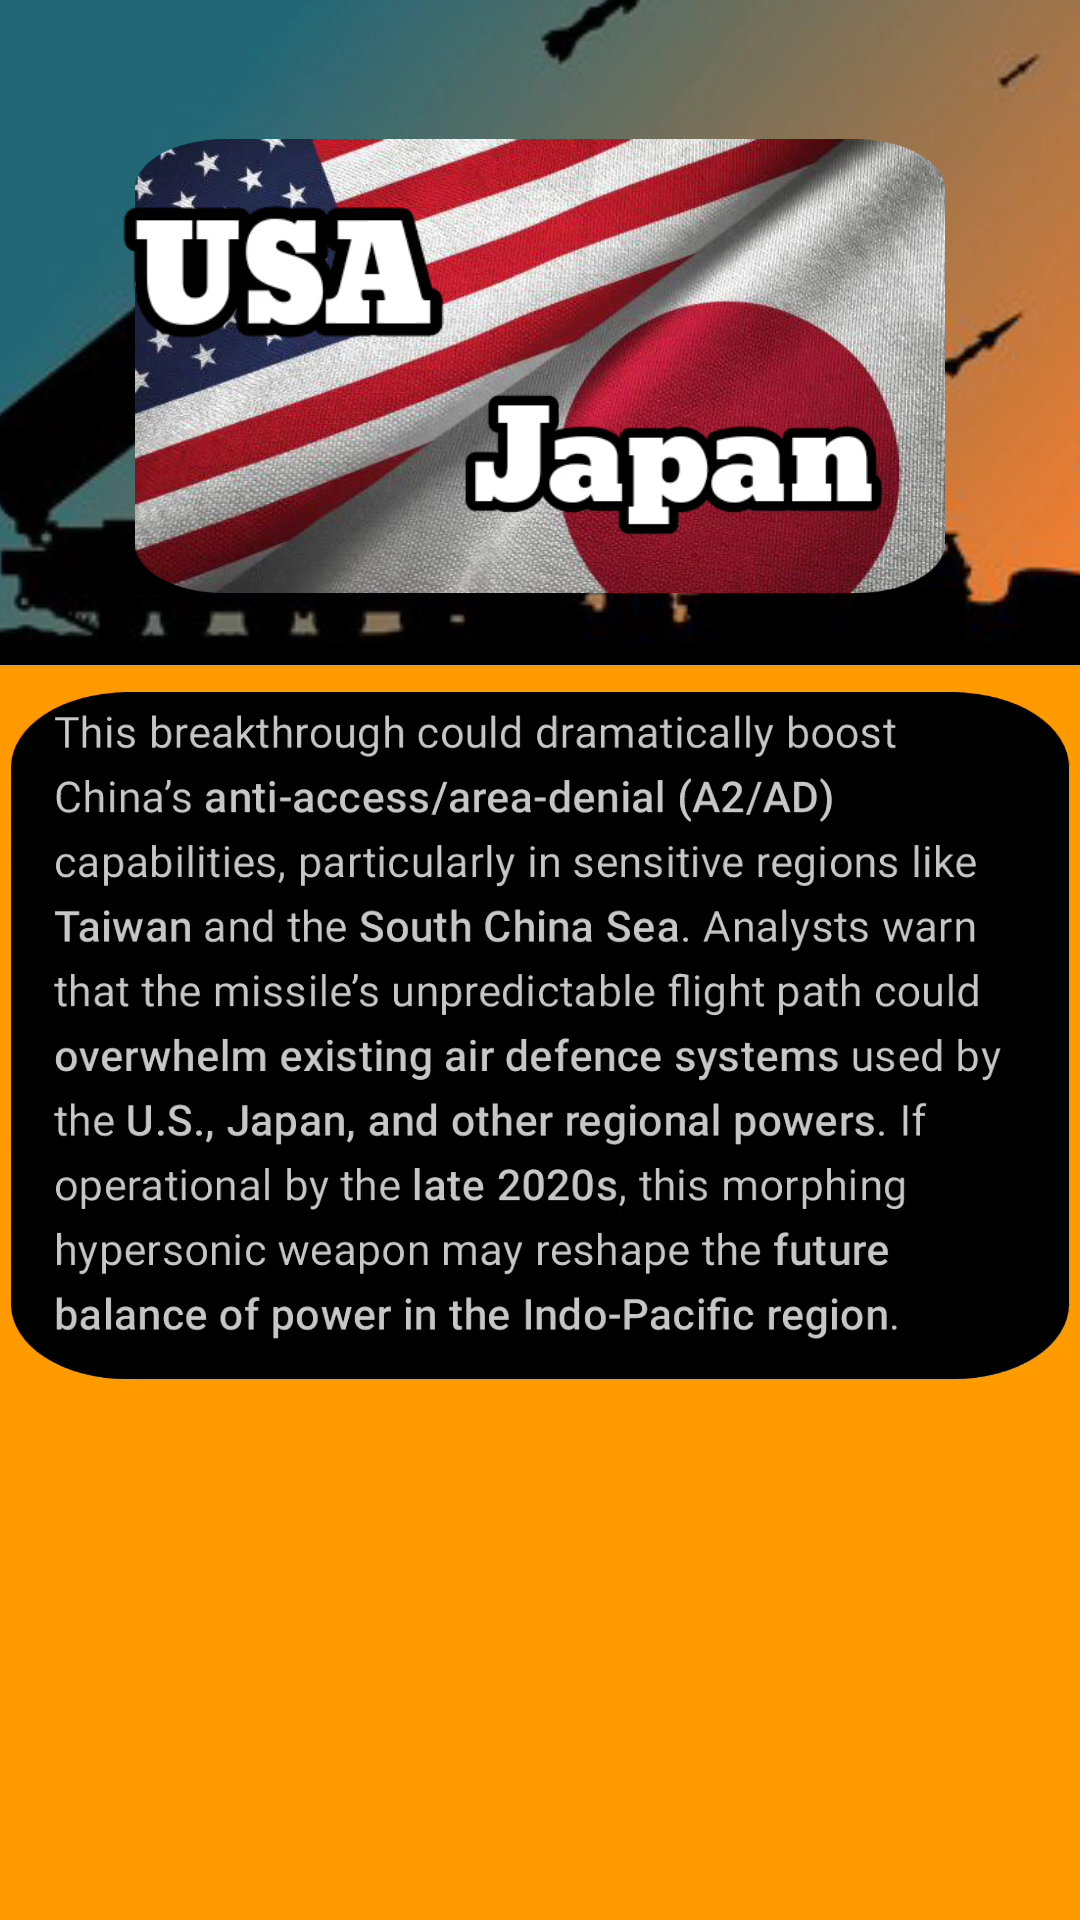 USA
Japan
This breakthrough could dramatically boost
China’s anti-access/area-denial (A2/AD)
capabilities, particularly in sensitive regions like
Taiwan and the South China Sea. Analysts warn
that the missile’s unpredictable flight path could
overwhelm existing air defence systems used by
the U.S., Japan, and other regional powers. If
operational by the late 2020s, this morphing
hypersonic weapon may reshape the future
balance of power in the Indo-Pacific region.